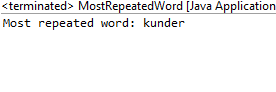 <terminated> MostRepeatedWord [Java Application
Most repeated word: kunder